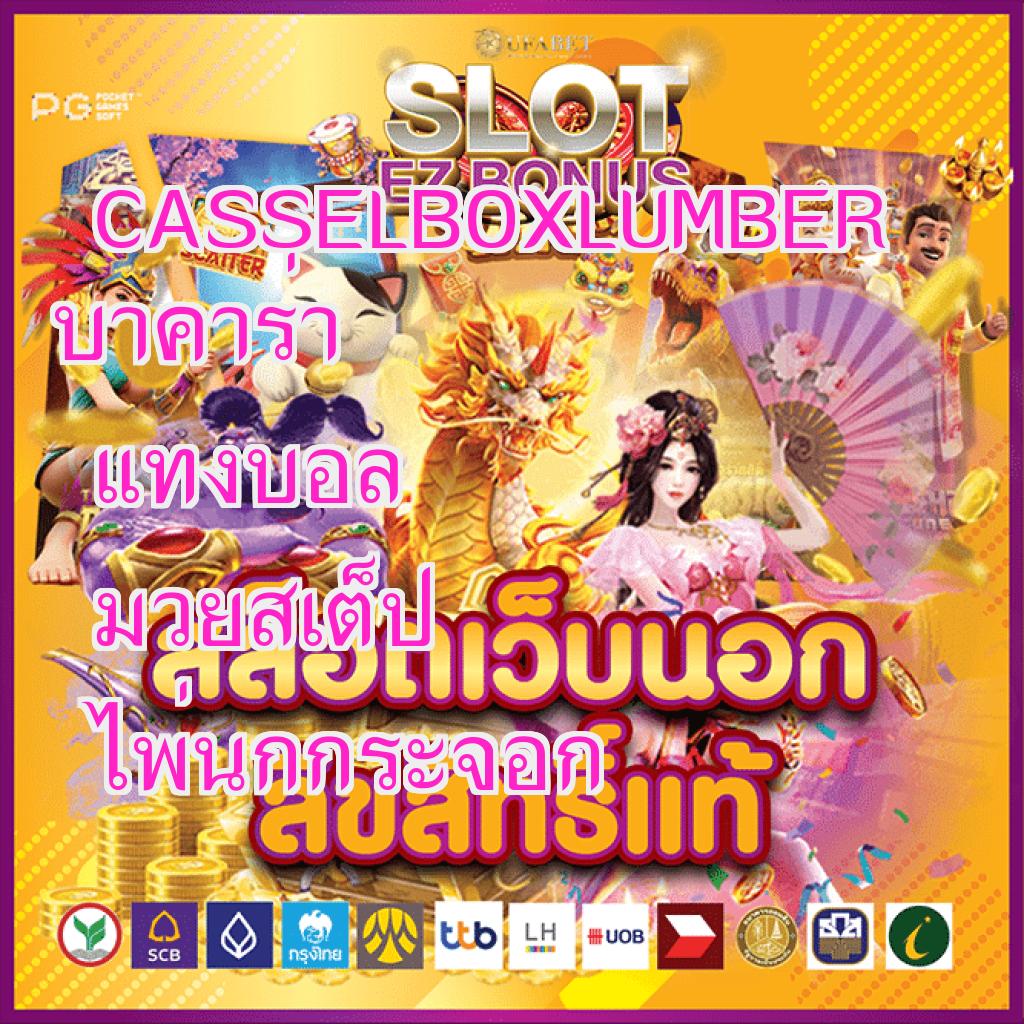 UFABET
PG POCKET GAMES SOFT
SLOT
EZ BONUS
CASSELBOXLUMBER
SCATTER
บาคาร่า
แทงบอล
มวยสเต็ป
สล็อตเว็บนอก
ไพ่นกกระจอก
ลิขสิทธิ์แท้
SCB
กรุงไทย
ttb
LH
UOB